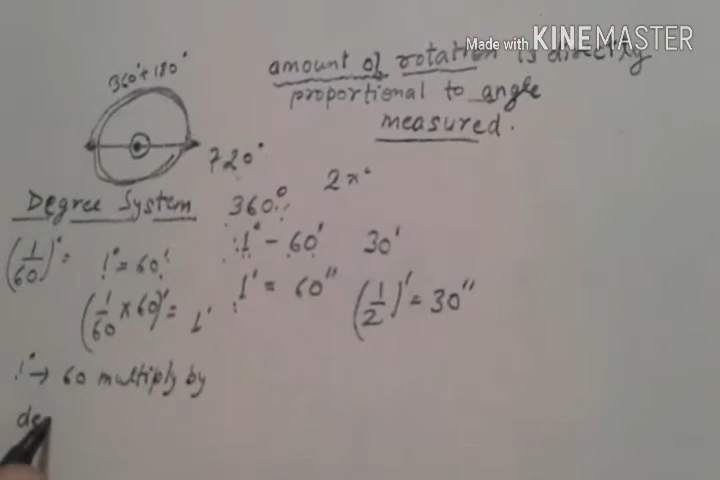 Made with KINEMASTER
360°+180°
amount of rotation is directly
proportional to angle
measured.
720°
Degree System 360° 2x°
(1/60)° = 1° = 60' 1° - 60' 30'
(1/60 × 60)' = 1' 1' = 60'' (1/2)' = 30''
1° → 60 multiply by
de